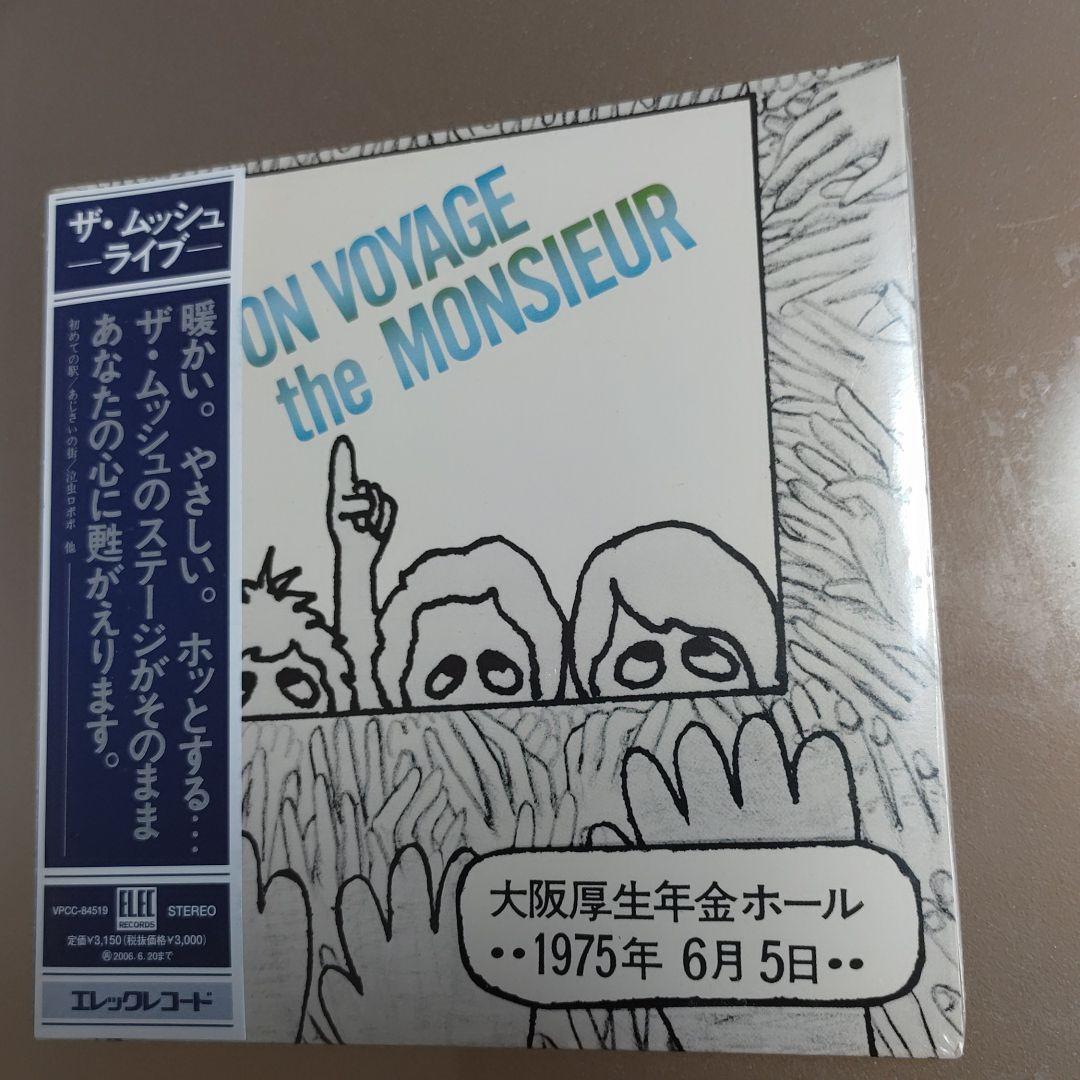 ザ・ムッシュ
―ライブ―
暖かい。やさしい。ホッとする…
ザ・ムッシュのステージがそのまま
あなたの心に甦がえります。
初めての駅／あじさいの街／泣虫ロボポ 他
VPCC-84519
ELEC
RECORDS
STEREO
定価¥3,150(税抜価格¥3,000)
2006.6.20まで
エレックレコード
ON VOYAGE
the MONSIEUR
大阪厚生年金ホール
・・1975年 6月 5日・・